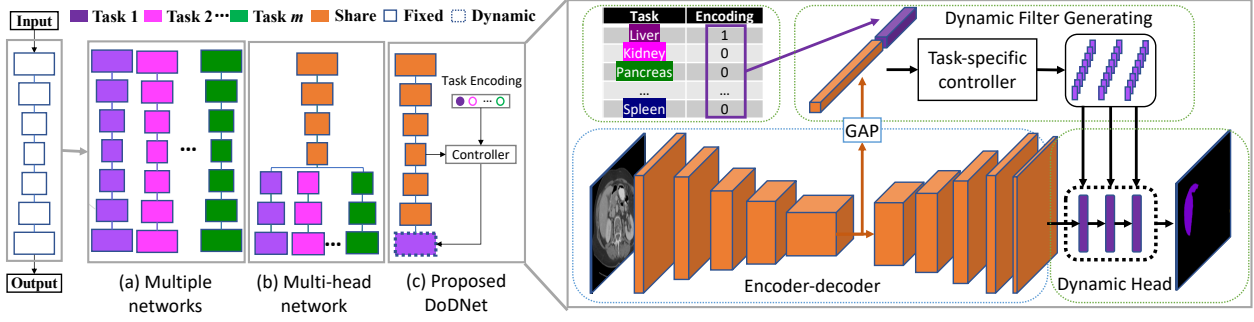 Task 1 Task 2 ••• Task m Share Fixed Dynamic
Input
Output
(a) Multiple
networks
(b) Multi-head
network
Task Encoding
Controller
(c) Proposed
DoDNet
Task Encoding
Liver 1
Kidney 0
Pancreas 0
... ...
Spleen 0
Dynamic Filter Generating
Task-specific
controller
GAP
Encoder-decoder
Dynamic Head